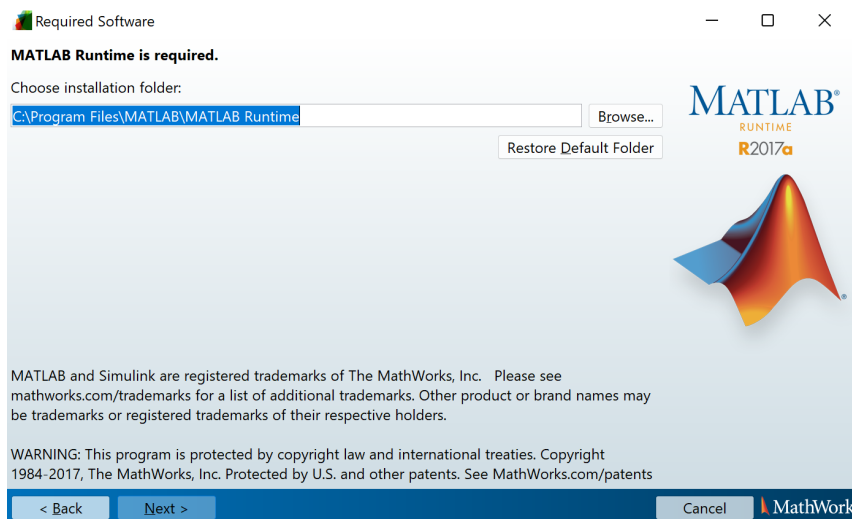 Required Software
MATLAB Runtime is required.
Choose installation folder:
C:\Program Files\MATLAB\MATLAB Runtime
Browse...
Restore Default Folder
MATLAB®
RUNTIME
R2017a
®
MATLAB and Simulink are registered trademarks of The MathWorks, Inc. Please see
mathworks.com/trademarks for a list of additional trademarks. Other product or brand names may
be trademarks or registered trademarks of their respective holders.
WARNING: This program is protected by copyright law and international treaties. Copyright
1984-2017, The MathWorks, Inc. Protected by U.S. and other patents. See MathWorks.com/patents
< Back
Next >
Cancel
MathWork